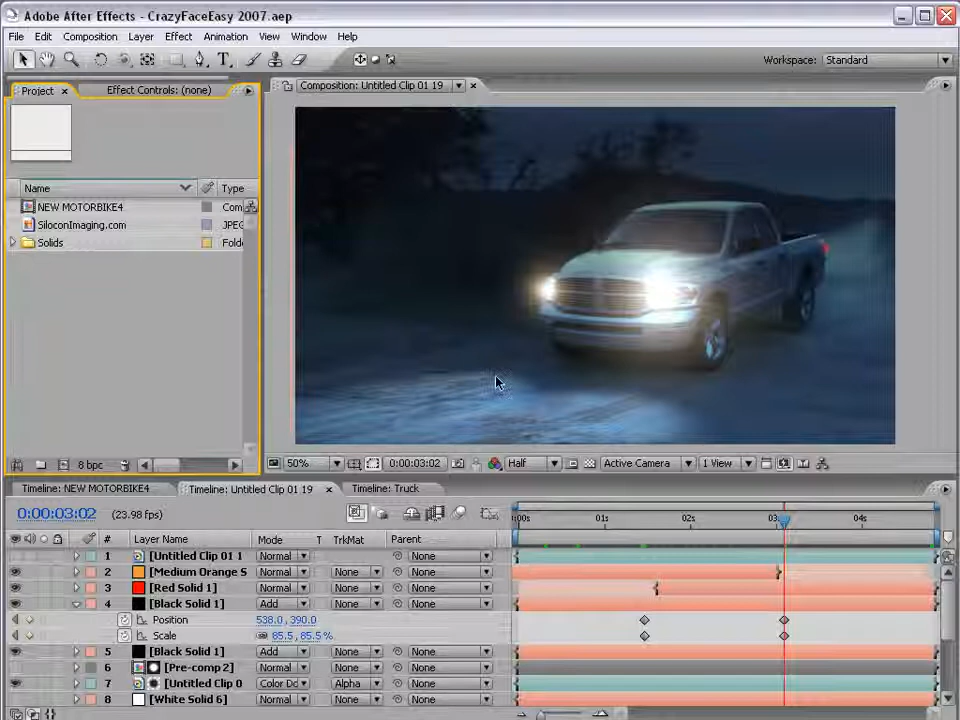 Adobe After Effects - CrazyFaceEasy 2007.aep
File Edit Composition Layer Effect Animation View Window Help
T Workspace: Standard
Project Effect Controls: (none) Composition: Untitled Clip 01 19
Name Type
NEW MOTORBIKE4 Com
SiloconImaging.com JPEG
Solids Folde
8 bpc 50% 0:00:03:02 Half Active Camera 1 View
Timeline: NEW MOTORBIKE4 Timeline: Untitled Clip 01 19 Timeline: Truck
0:00:03:02 (23.98 fps) :00s 01s 02s 03s 04s
# Layer Name Mode T TrkMat Parent
1 [Untitled Clip 01 1 Normal None
2 [Medium Orange S Normal None None
3 [Red Solid 1] Normal None None
4 [Black Solid 1] Add None None
Position 538.0, 390.0
Scale 85.5, 85.5 %
5 [Black Solid 1] Add None None
6 [Pre-comp 2] Normal None None
7 [Untitled Clip 0 Color Do Alpha None
8 [White Solid 6] Normal None None